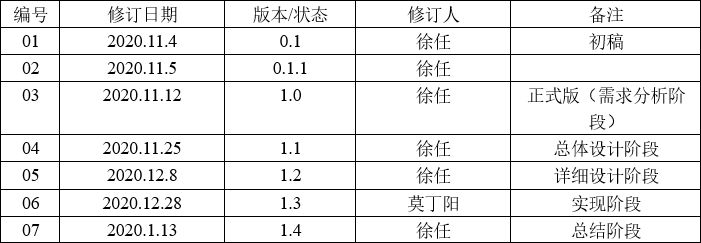 编号 修订日期 版本/状态 修订人 备注
01 2020.11.4 0.1 徐任 初稿
02 2020.11.5 0.1.1 徐任
03 2020.11.12 1.0 徐任 正式版（需求分析阶
段）
04 2020.11.25 1.1 徐任 总体设计阶段
05 2020.12.8 1.2 徐任 详细设计阶段
06 2020.12.28 1.3 莫丁阳 实现阶段
07 2020.1.13 1.4 徐任 总结阶段